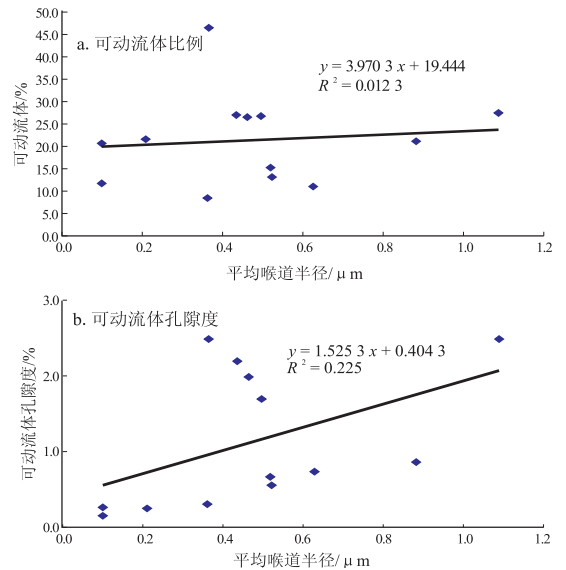 50.0
a. 可动流体比例
45.0
40.0
y = 3.970 3 x + 19.444
35.0
R 2 = 0.012 3
30.0
可动流体/%
25.0
20.0
15.0
10.0
5.0
0.0
0.0 0.2 0.4 0.6 0.8 1.0 1.2
平均喉道半径/μm
3.0
b. 可动流体孔隙度
y = 1.525 3 x + 0.404 3
R 2 = 0.225
2.0
可动流体孔隙度/%
1.0
0.0
0.0 0.2 0.4 0.6 0.8 1.0 1.2
平均喉道半径/μm